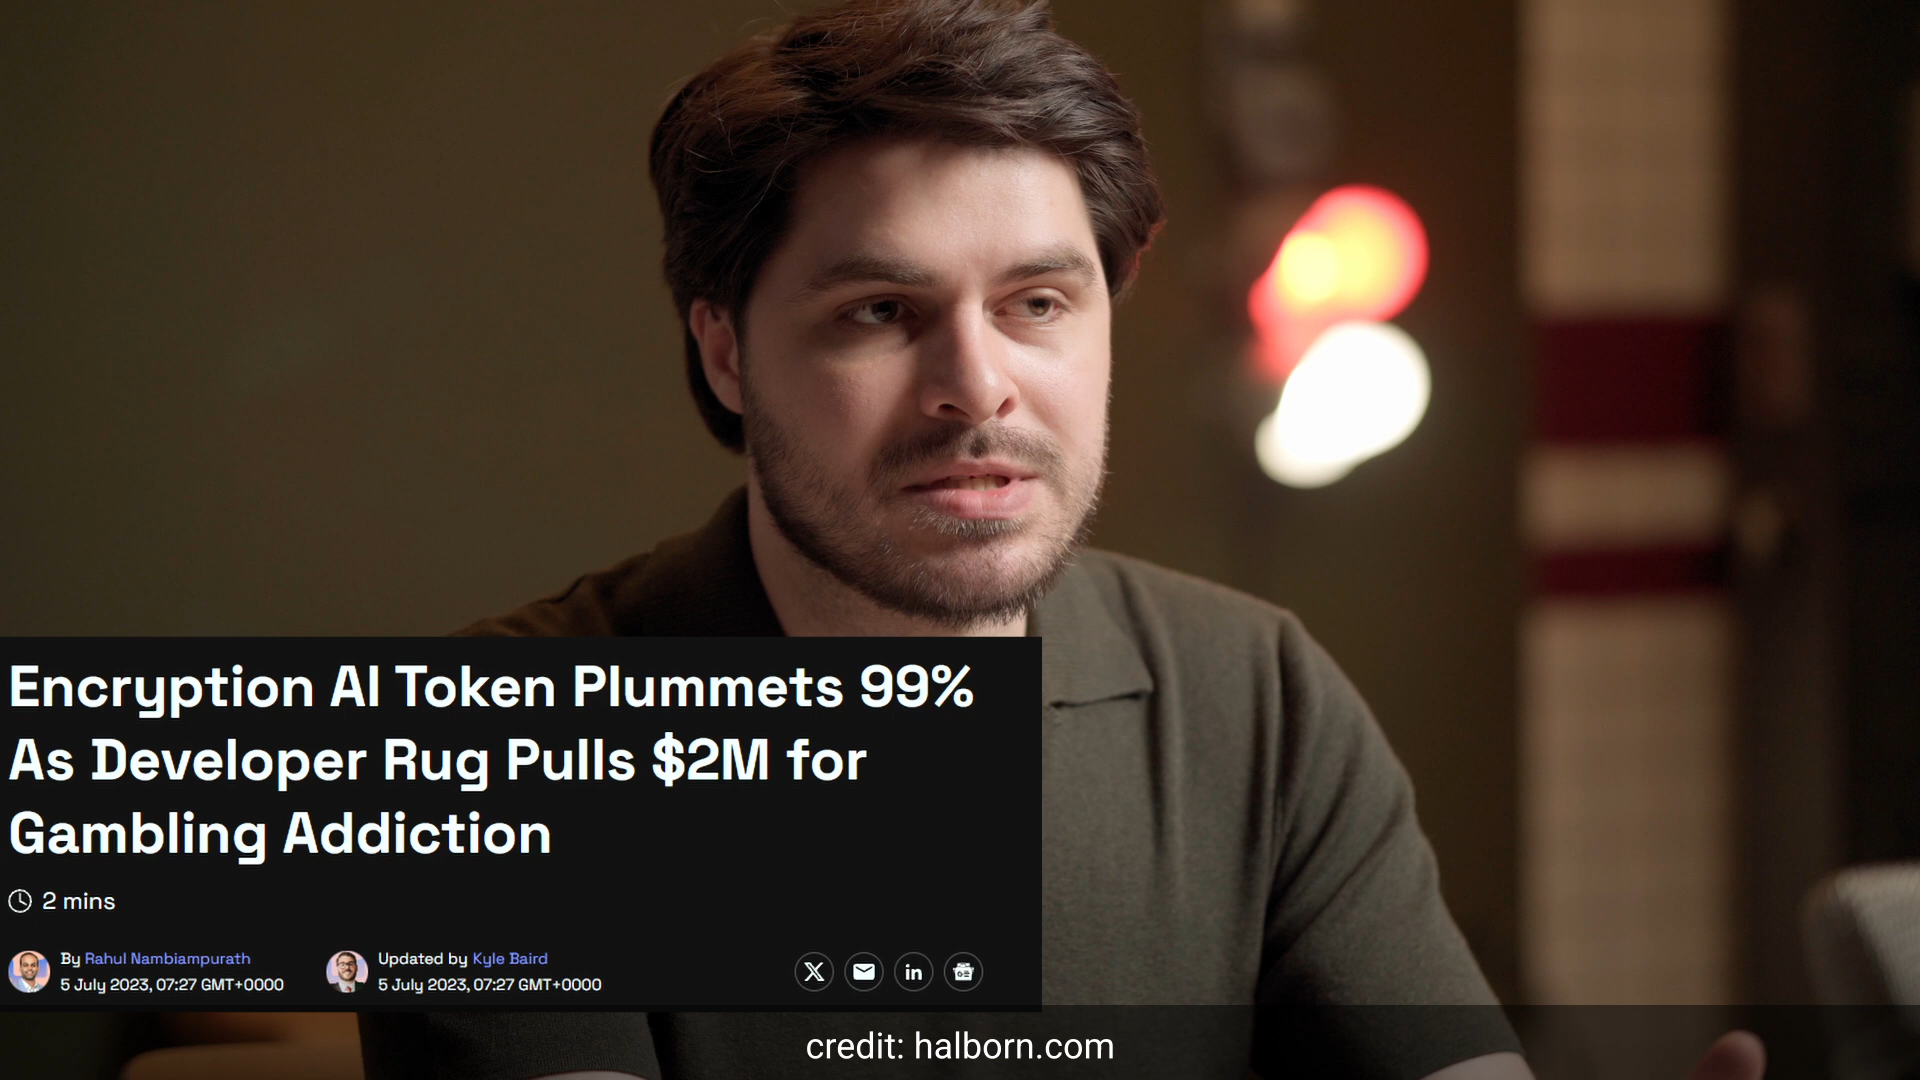 Encryption AI Token Plummets 99%
As Developer Rug Pulls $2M for
Gambling Addiction
2 mins
By Rahul Nambiampurath
5 July 2023, 07:27 GMT+0000
Updated by Kyle Baird
5 July 2023, 07:27 GMT+0000
credit: halborn.com